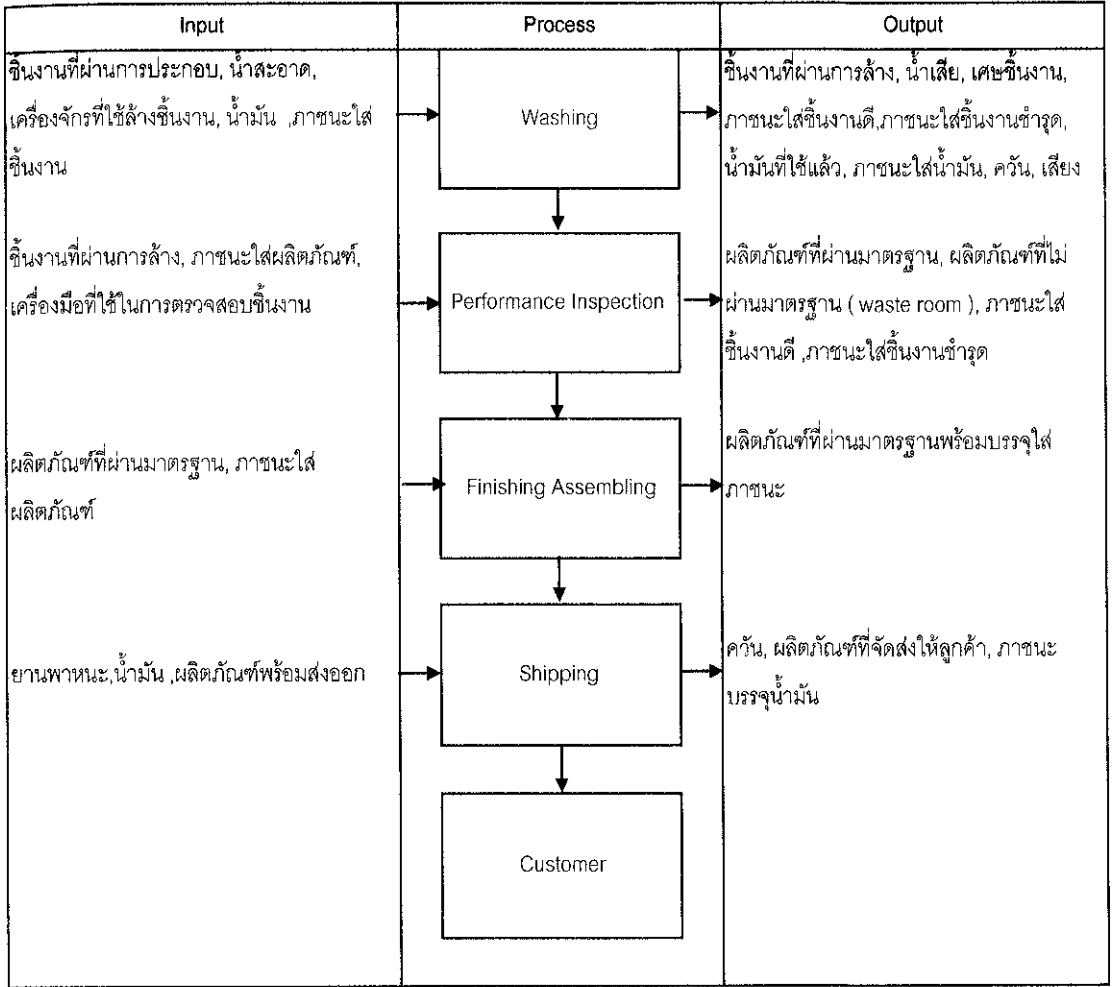 Input
Process
Output
ชิ้นงานที่ผ่านการประกอบ, น้ำสะอาด,
เครื่องจักรที่ใช้ล้างชิ้นงาน, น้ำมัน ,ภาชนะใส่
ชิ้นงาน
Washing
ชิ้นงานที่ผ่านการล้าง, น้ำเสีย, เศษชิ้นงาน,
ภาชนะใส่ชิ้นงานดี,ภาชนะใส่ชิ้นงานชำรุด,
น้ำมันที่ใช้แล้ว, ภาชนะใส่น้ำมัน, ควัน, เสียง
ชิ้นงานที่ผ่านการล้าง, ภาชนะใส่ผลิตภัณฑ์,
เครื่องมือที่ใช้ในการตรวจสอบชิ้นงาน
Performance Inspection
ผลิตภัณฑ์ที่ผ่านมาตรฐาน, ผลิตภัณฑ์ที่ไม่
ผ่านมาตรฐาน ( waste room ), ภาชนะใส่
ชิ้นงานดี ,ภาชนะใส่ชิ้นงานชำรุด
ผลิตภัณฑ์ที่ผ่านมาตรฐาน, ภาชนะใส่
ผลิตภัณฑ์
Finishing Assembling
ผลิตภัณฑ์ที่ผ่านมาตรฐานพร้อมบรรจุใส่
ภาชนะ
ยานพาหนะ,น้ำมัน ,ผลิตภัณฑ์พร้อมส่งออก
Shipping
ควัน, ผลิตภัณฑ์ที่จัดส่งให้ลูกค้า, ภาชนะ
บรรจุน้ำมัน
Customer